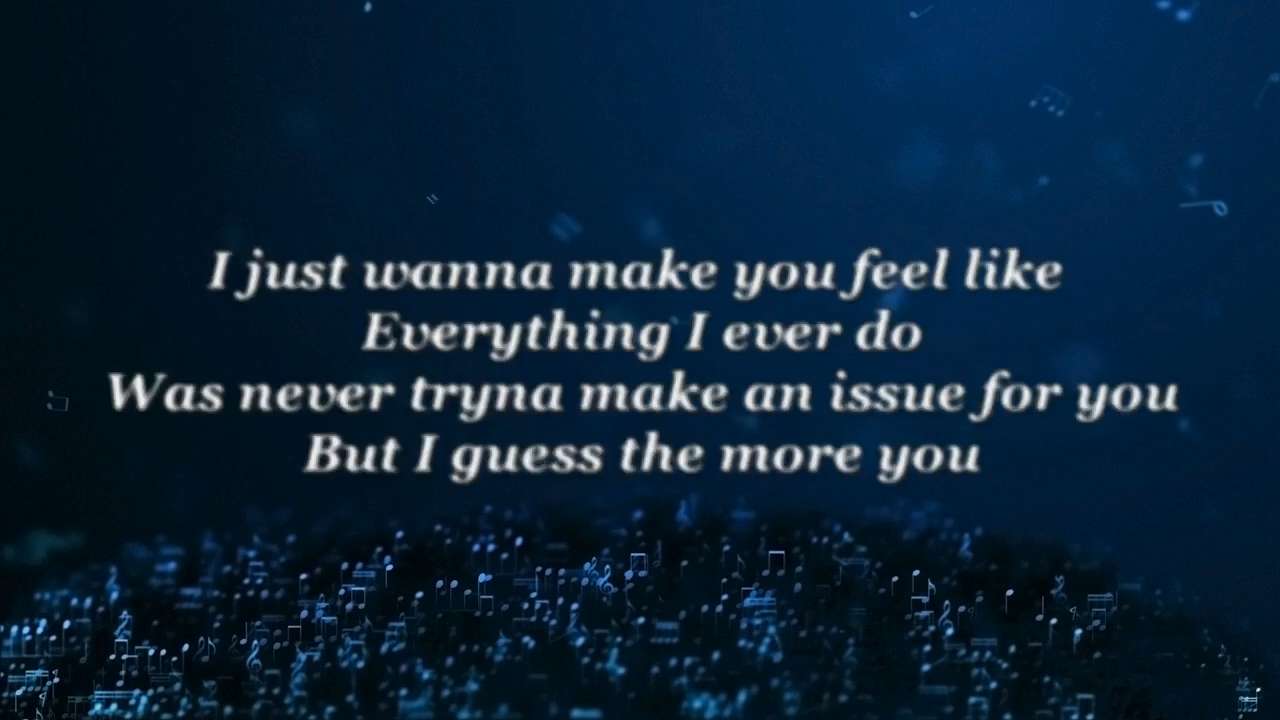 I just wanna make you feel like
Everything I ever do
Was never tryna make an issue for you
But I guess the more you